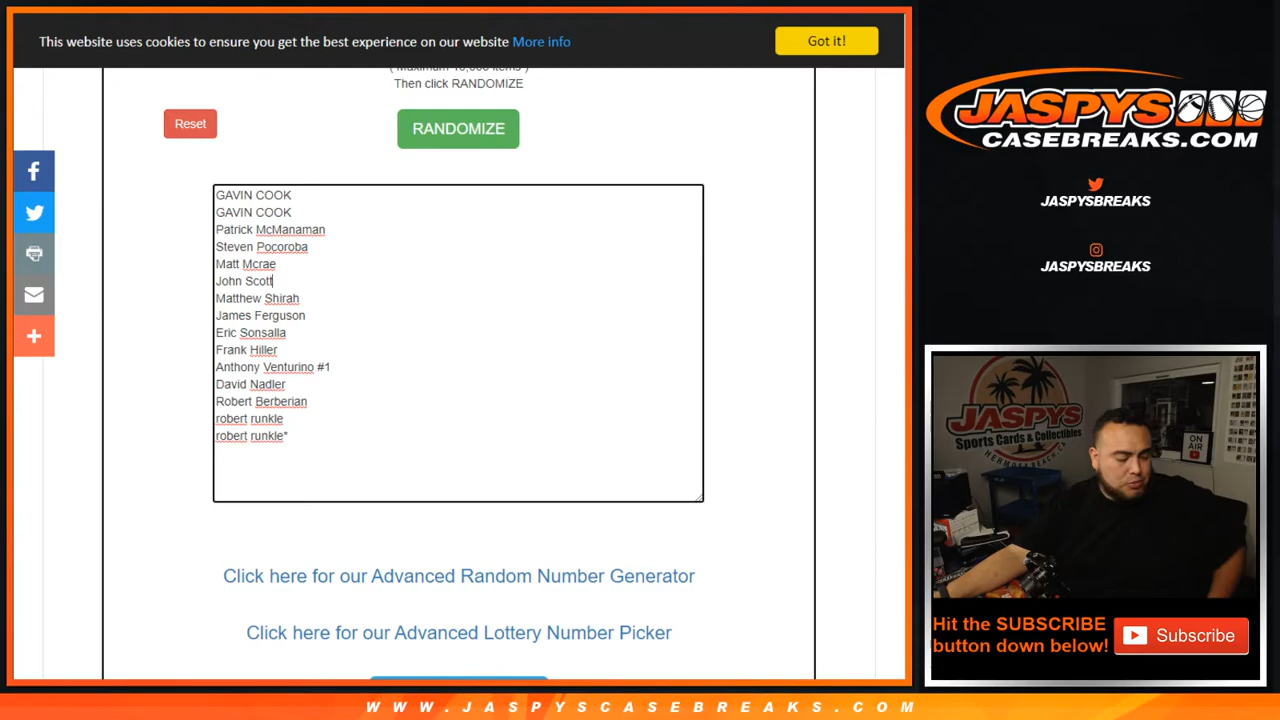 This website uses cookies to ensure you get the best experience on our website More info
Got it!
Then click RANDOMIZE
Reset
RANDOMIZE
GAVIN COOK
GAVIN COOK
Patrick McManaman
Steven Pocoroba
Matt Mcrae
John Scott
Matthew Shirah
James Ferguson
Eric Sonsalla
Frank Hiller
Anthony Venturino #1
David Nadler
Robert Berberian
robert runkle
robert runkle*
Click here for our Advanced Random Number Generator
Click here for our Advanced Lottery Number Picker
JASPYS
CASEBREAKS.COM
JASPYSBREAKS
JASPYSBREAKS
JASPYS
Sports Cards & Collectibles
HERMOSA BEACH, CA
ON AIR
Hit the SUBSCRIBE
button down below!
Subscribe
WWW.JASPYSCASEBREAKS.COM